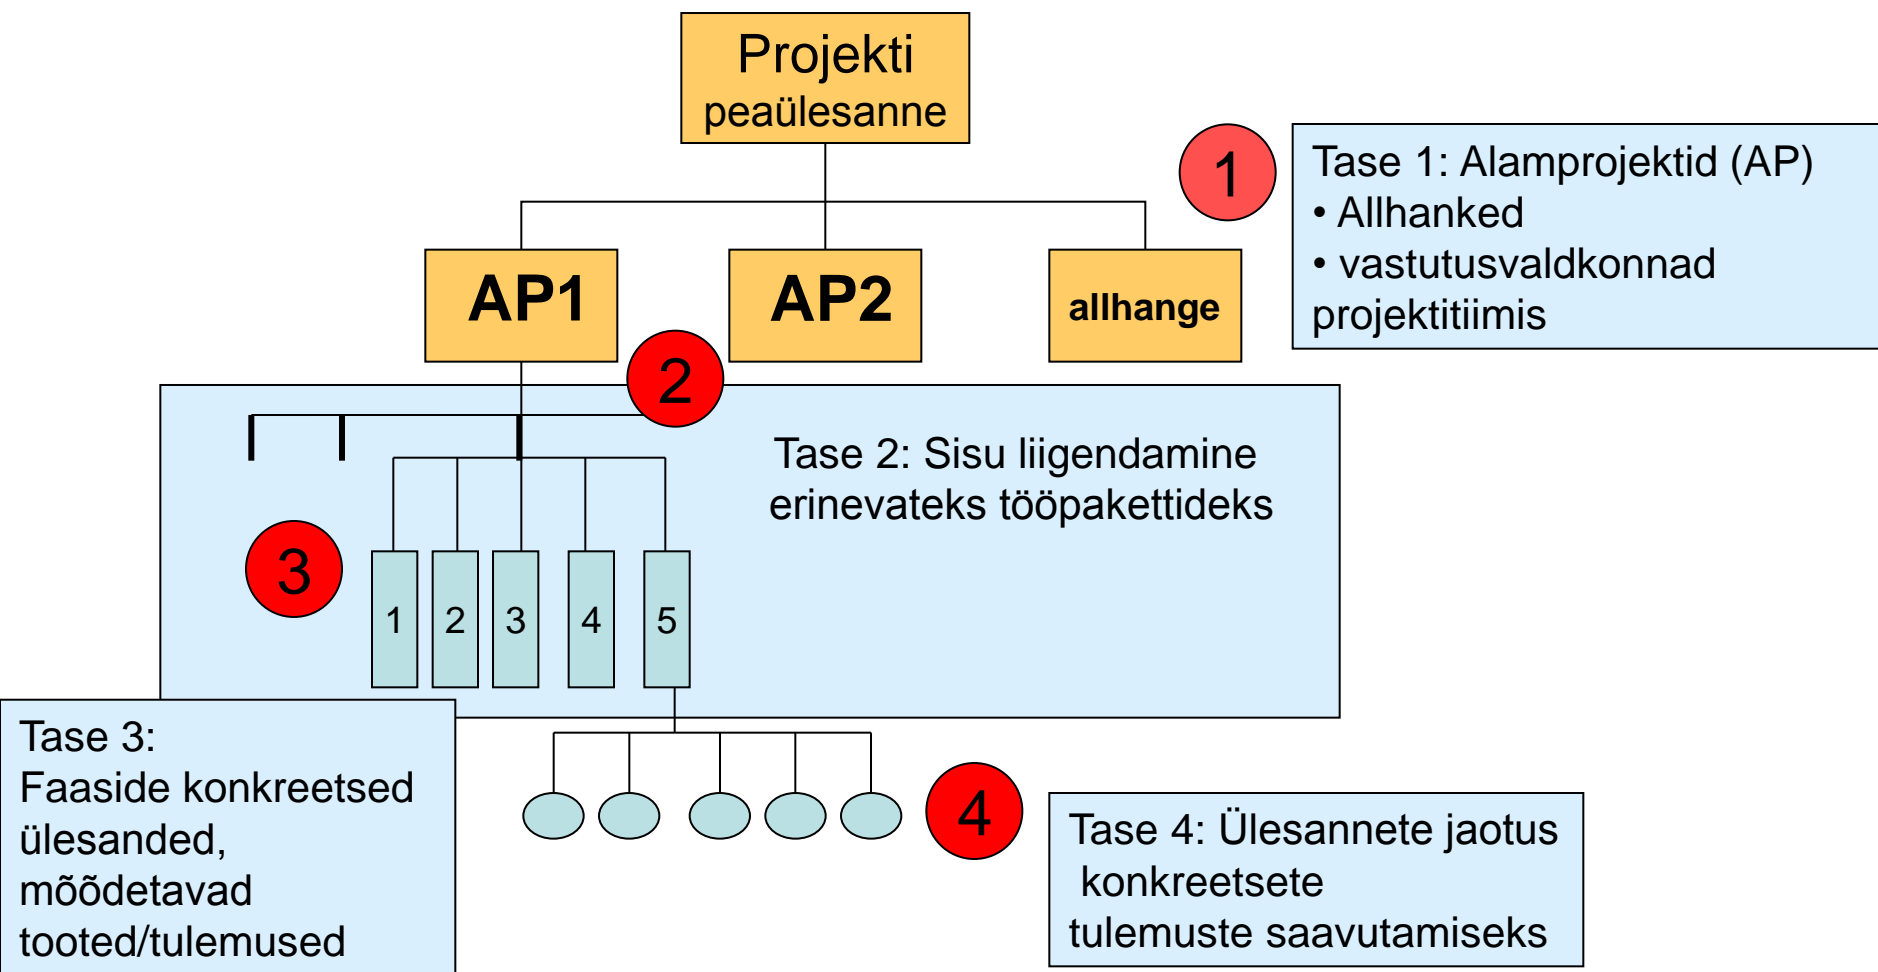 Projekti
peaülesanne
1
Tase 1: Alamprojektid (AP)
• Allhanked
• vastutusvaldkonnad
projektitiimis
AP1
AP2
allhange
2
Tase 2: Sisu liigendamine
erinevateks tööpakettideks
3
1
2
3
4
5
Tase 3:
Faaside konkreetsed
ülesanded,
mõõdetavad
tooted/tulemused
4
Tase 4: Ülesannete jaotus
konkreetsete
tulemuste saavutamiseks